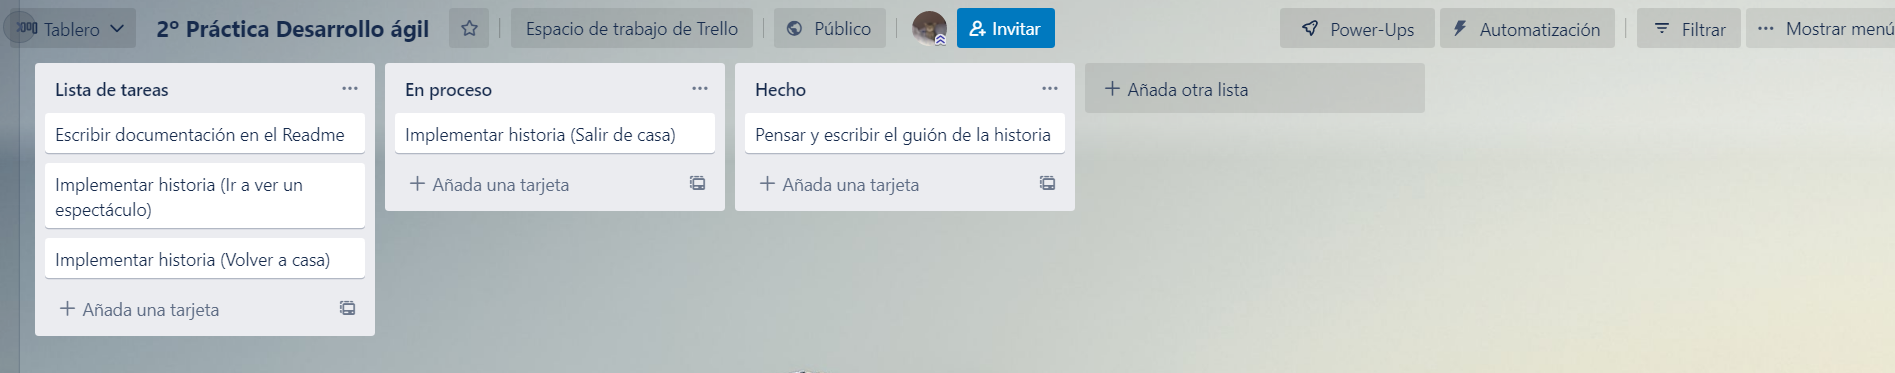 Tablero
2º Práctica Desarrollo ágil
Espacio de trabajo de Trello
Público
Invitar
Power-Ups
Automatización
Filtrar
Mostrar menú
Lista de tareas
Escribir documentación en el Readme
Implementar historia (Ir a ver un
espectáculo)
Implementar historia (Volver a casa)
Añada una tarjeta
En proceso
Implementar historia (Salir de casa)
Añada una tarjeta
Hecho
Pensar y escribir el guión de la historia
Añada una tarjeta
Añada otra lista